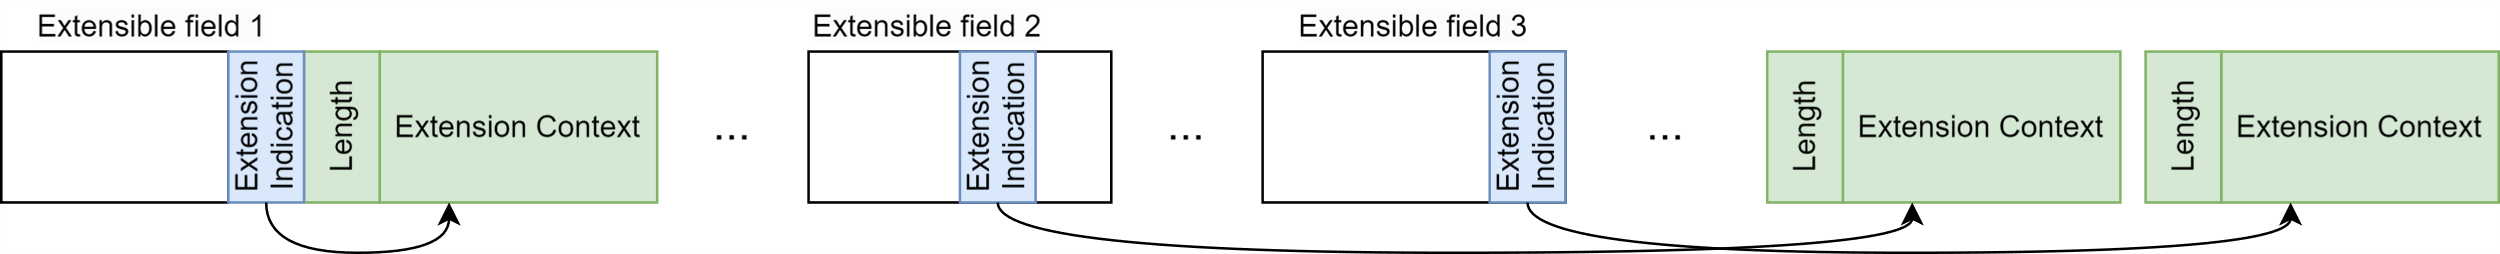 Extensible field 1
Extensible field 2
Extensible field 3
Extension
Indication
Length
Extension Context
...
Extension
Indication
...
Extension
Indication
...
Length
Extension Context
Length
Extension Context